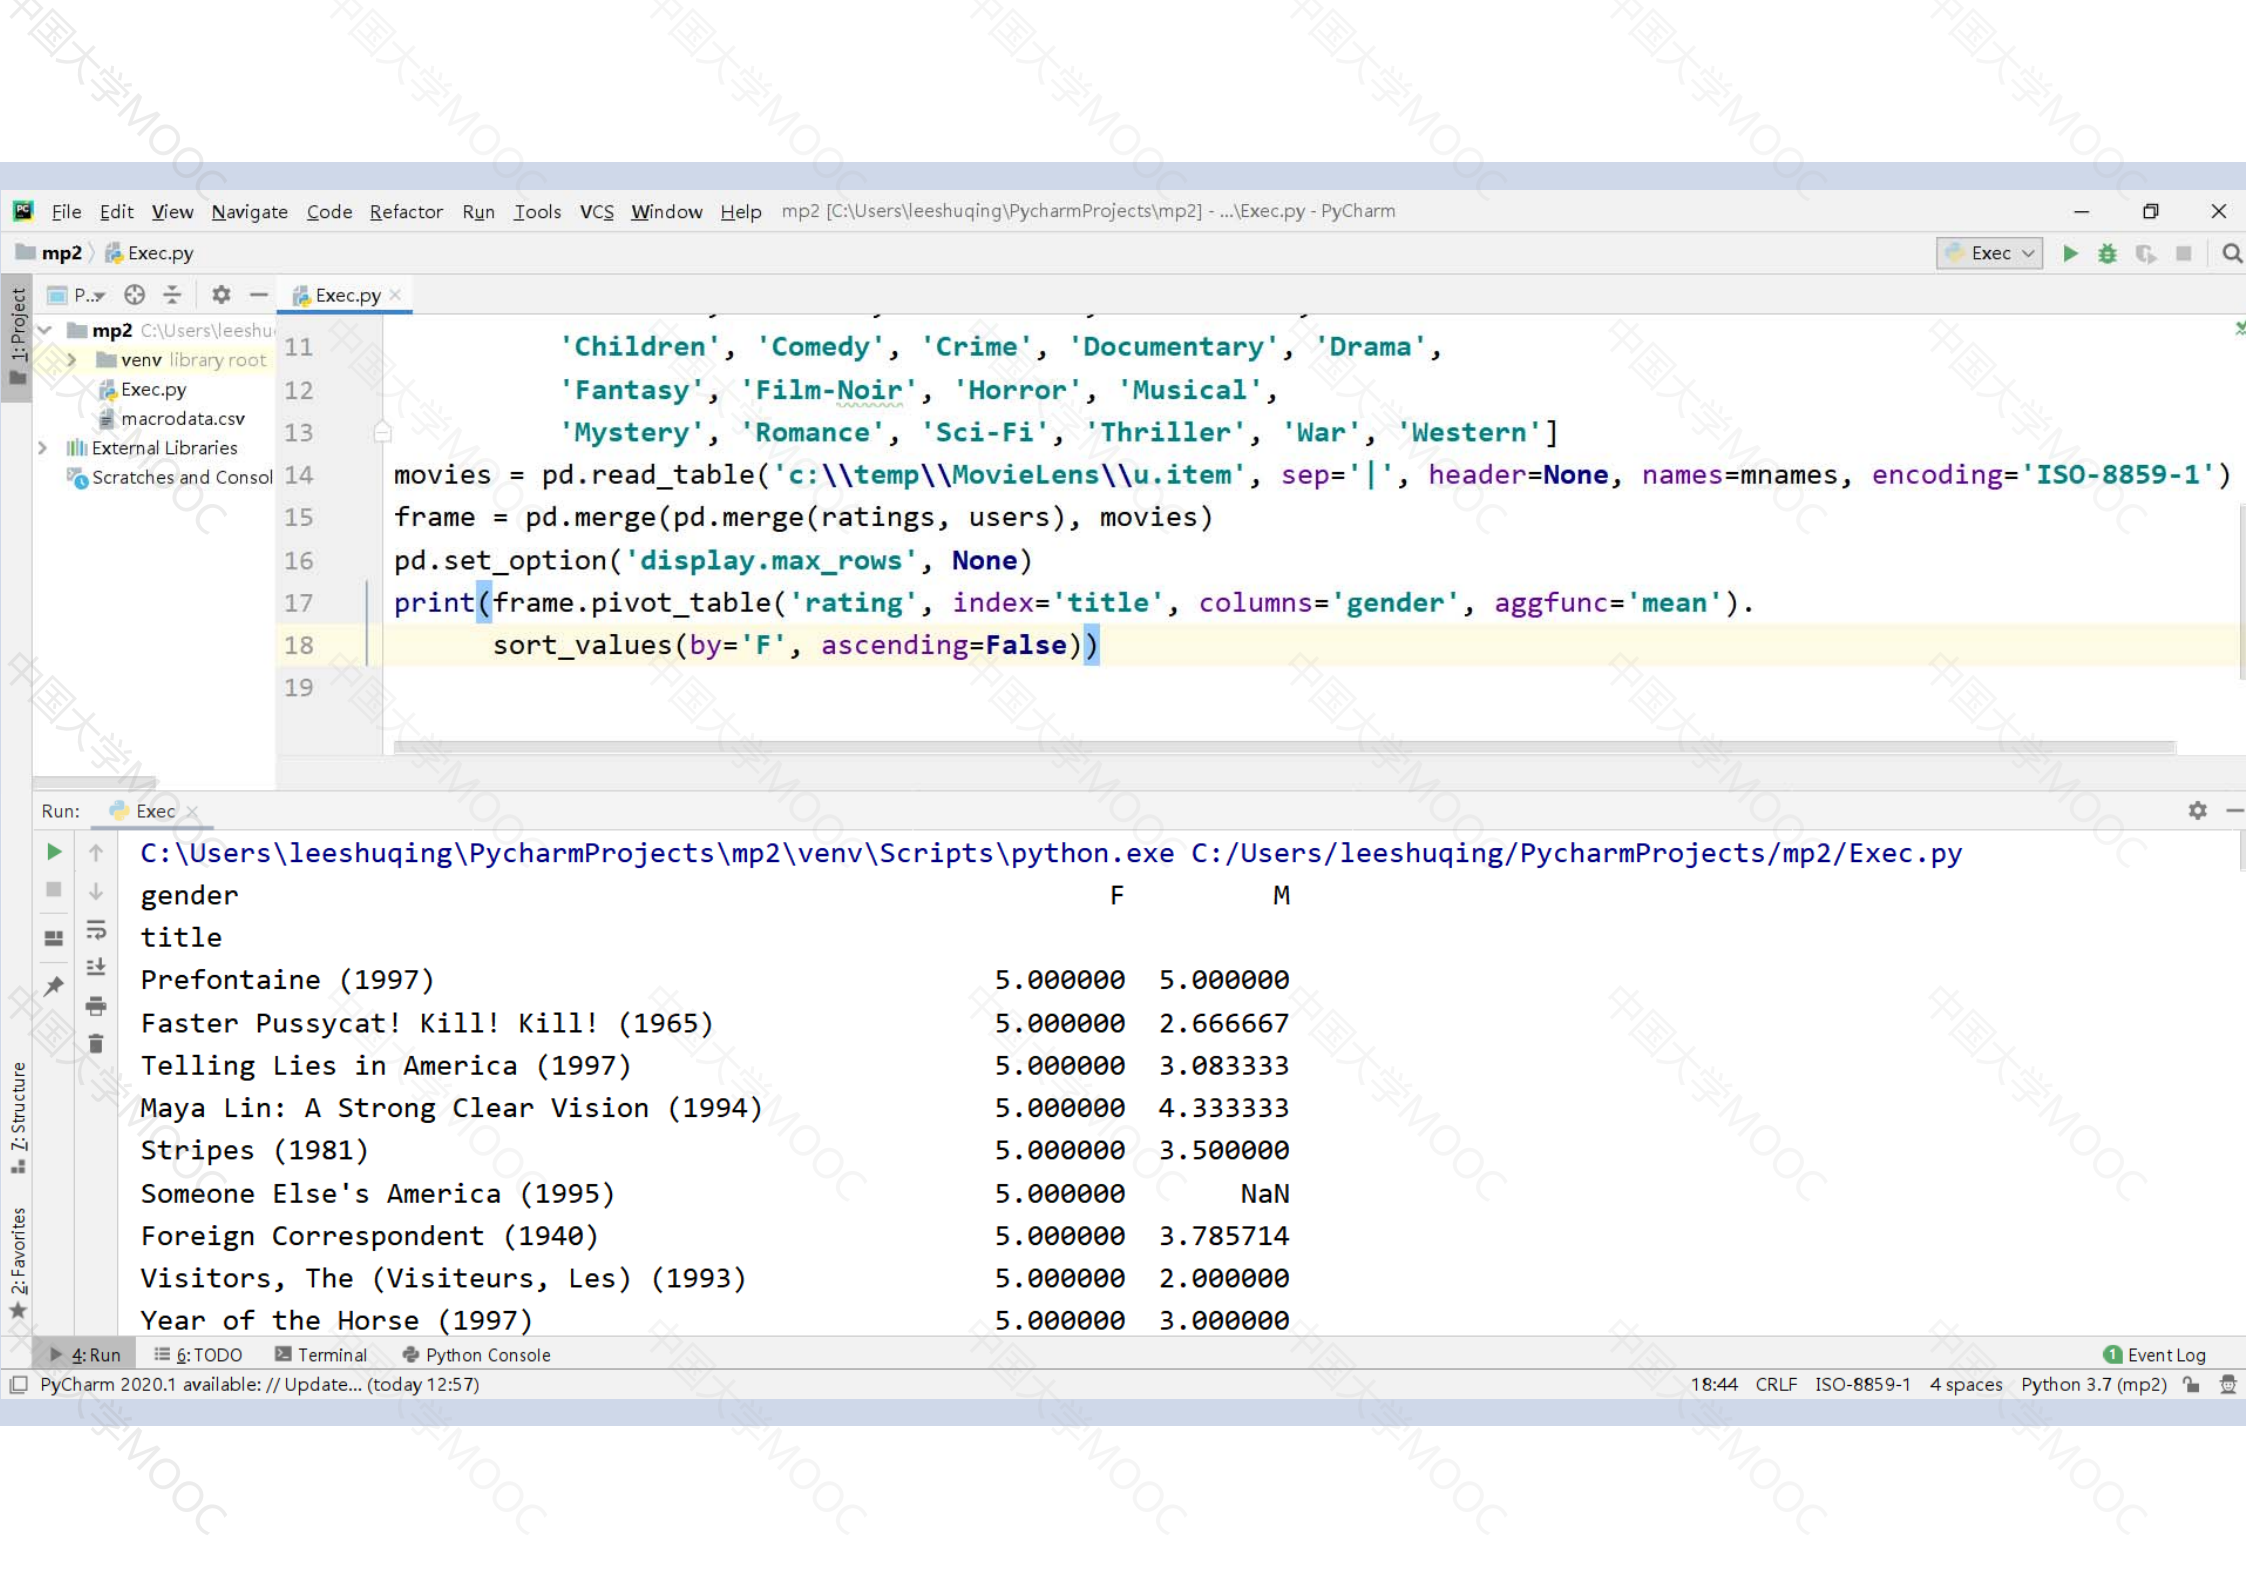 File Edit View Navigate Code Refactor Run Tools VCS Window Help mp2 [C:\Users\leeshuqing\PycharmProjects\mp2] - ...\Exec.py - PyCharm
mp2 Exec.py
Exec
1: Project
P..
Exec.py
mp2 C:\Users\leeshu
venv library root
Exec.py
macrodata.csv
External Libraries
Scratches and Consol
11 'Children', 'Comedy', 'Crime', 'Documentary', 'Drama',
12 'Fantasy', 'Film-Noir', 'Horror', 'Musical',
13 'Mystery', 'Romance', 'Sci-Fi', 'Thriller', 'War', 'Western']
14 movies = pd.read_table('c:\\temp\\MovieLens\\u.item', sep='|', header=None, names=mnames, encoding='ISO-8859-1')
15 frame = pd.merge(pd.merge(ratings, users), movies)
16 pd.set_option('display.max_rows', None)
17 print(frame.pivot_table('rating', index='title', columns='gender', aggfunc='mean').
18 sort_values(by='F', ascending=False))
19
Run: Exec
C:\Users\leeshuqing\PycharmProjects\mp2\venv\Scripts\python.exe C:/Users/leeshuqing/PycharmProjects/mp2/Exec.py
gender F M
title
Prefontaine (1997) 5.000000 5.000000
Faster Pussycat! Kill! Kill! (1965) 5.000000 2.666667
Telling Lies in America (1997) 5.000000 3.083333
Maya Lin: A Strong Clear Vision (1994) 5.000000 4.333333
Stripes (1981) 5.000000 3.500000
Someone Else's America (1995) 5.000000 NaN
Foreign Correspondent (1940) 5.000000 3.785714
Visitors, The (Visiteurs, Les) (1993) 5.000000 2.000000
Year of the Horse (1997) 5.000000 3.000000
7: Structure
2: Favorites
4: Run 6: TODO Terminal Python Console
1 Event Log
PyCharm 2020.1 available: // Update... (today 12:57)
18:44 CRLF ISO-8859-1 4 spaces Python 3.7 (mp2)
中国大学MOOC